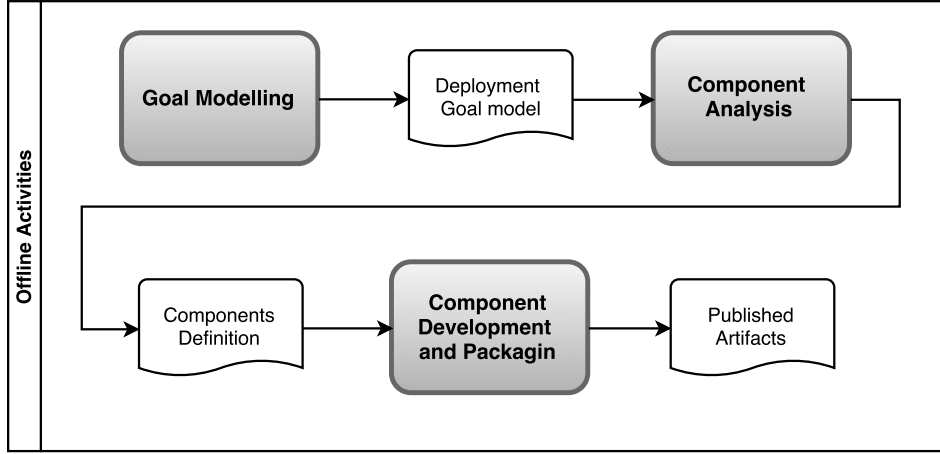 Offline Activities
Goal Modelling
Deployment
Goal model
Component
Analysis
Components
Definition
Component
Development
and Packagin
Published
Artifacts